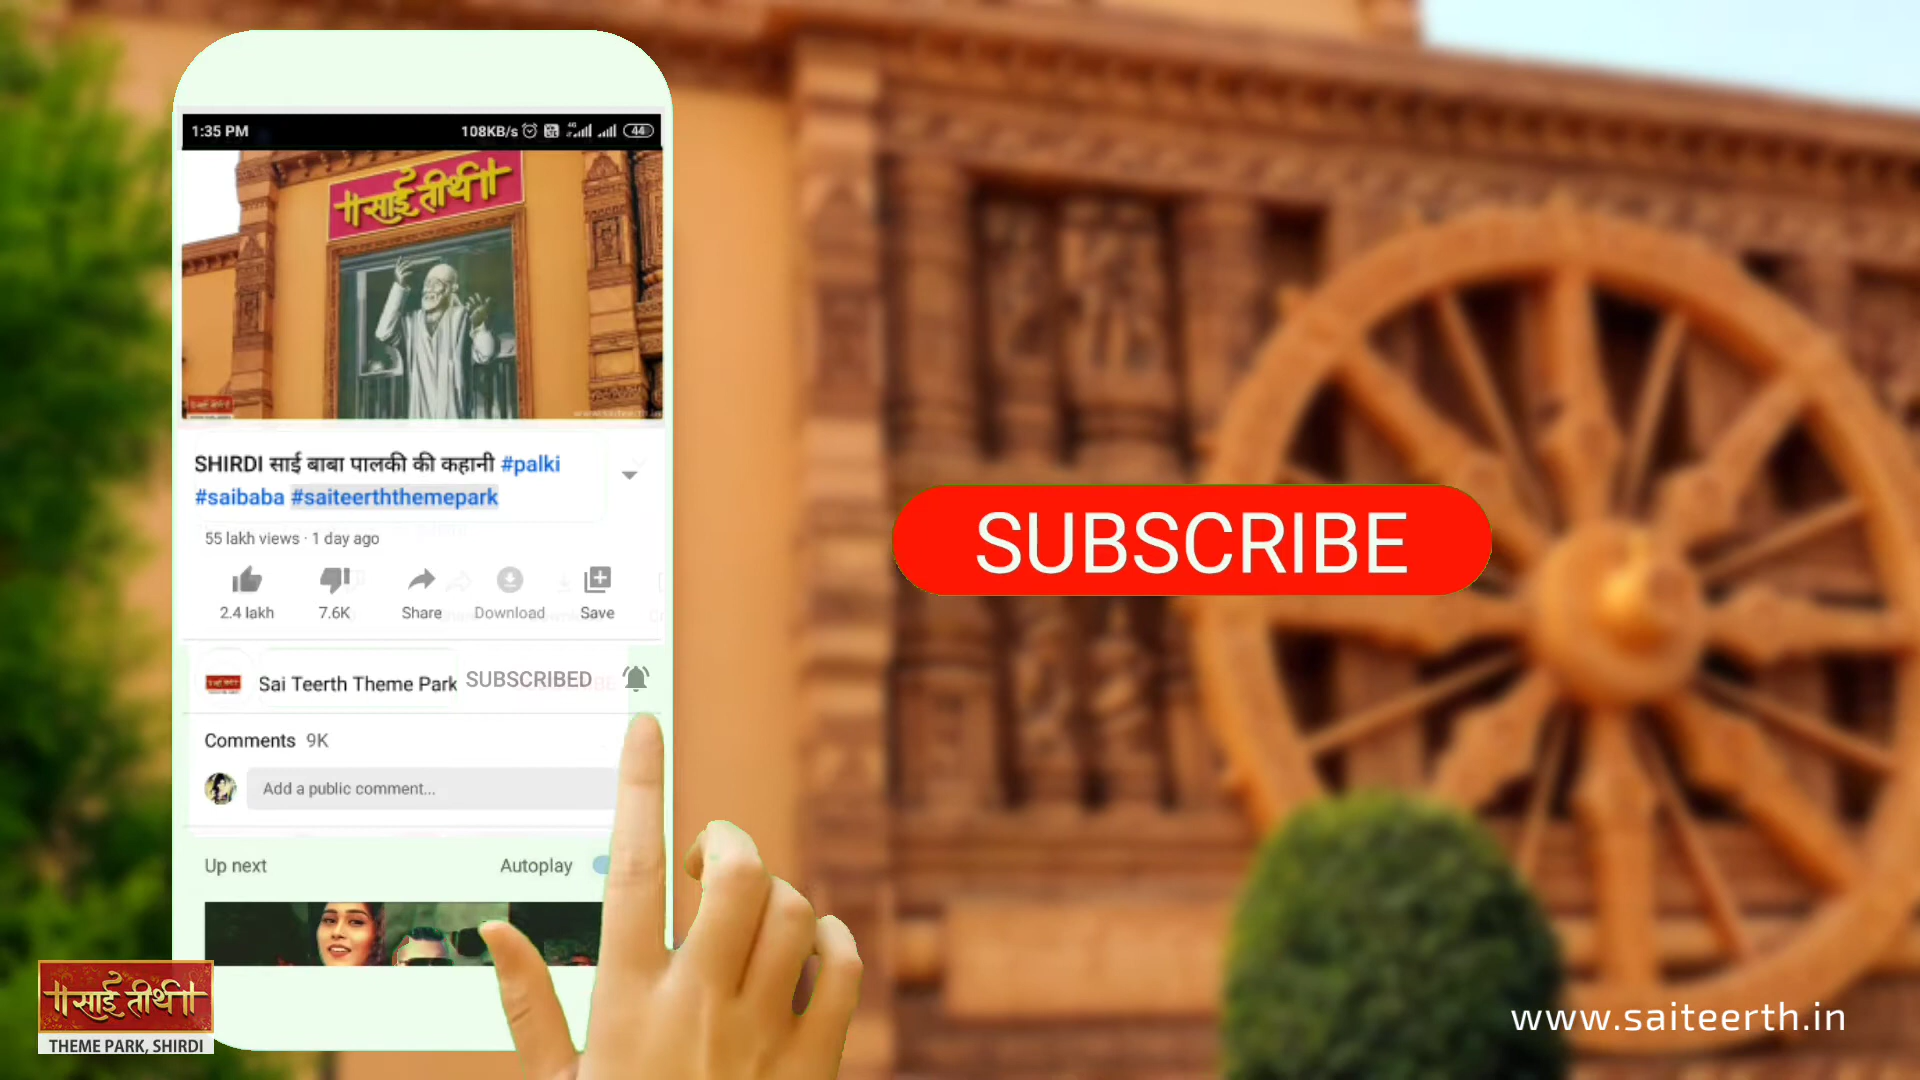 1:35 PM 108KB/s 44
॥साई तीर्थ॥
SHIRDI साई बाबा पालकी की कहानी #palki
#saibaba #saiteerththemepark
55 lakh views · 1 day ago
2.4 lakh 7.6K Share Download Save
Sai Teerth Theme Park SUBSCRIBED
Comments 9K
Add a public comment...
Up next Autoplay
SUBSCRIBE
॥साई तीर्थ॥
THEME PARK, SHIRDI
www.saiteerth.in